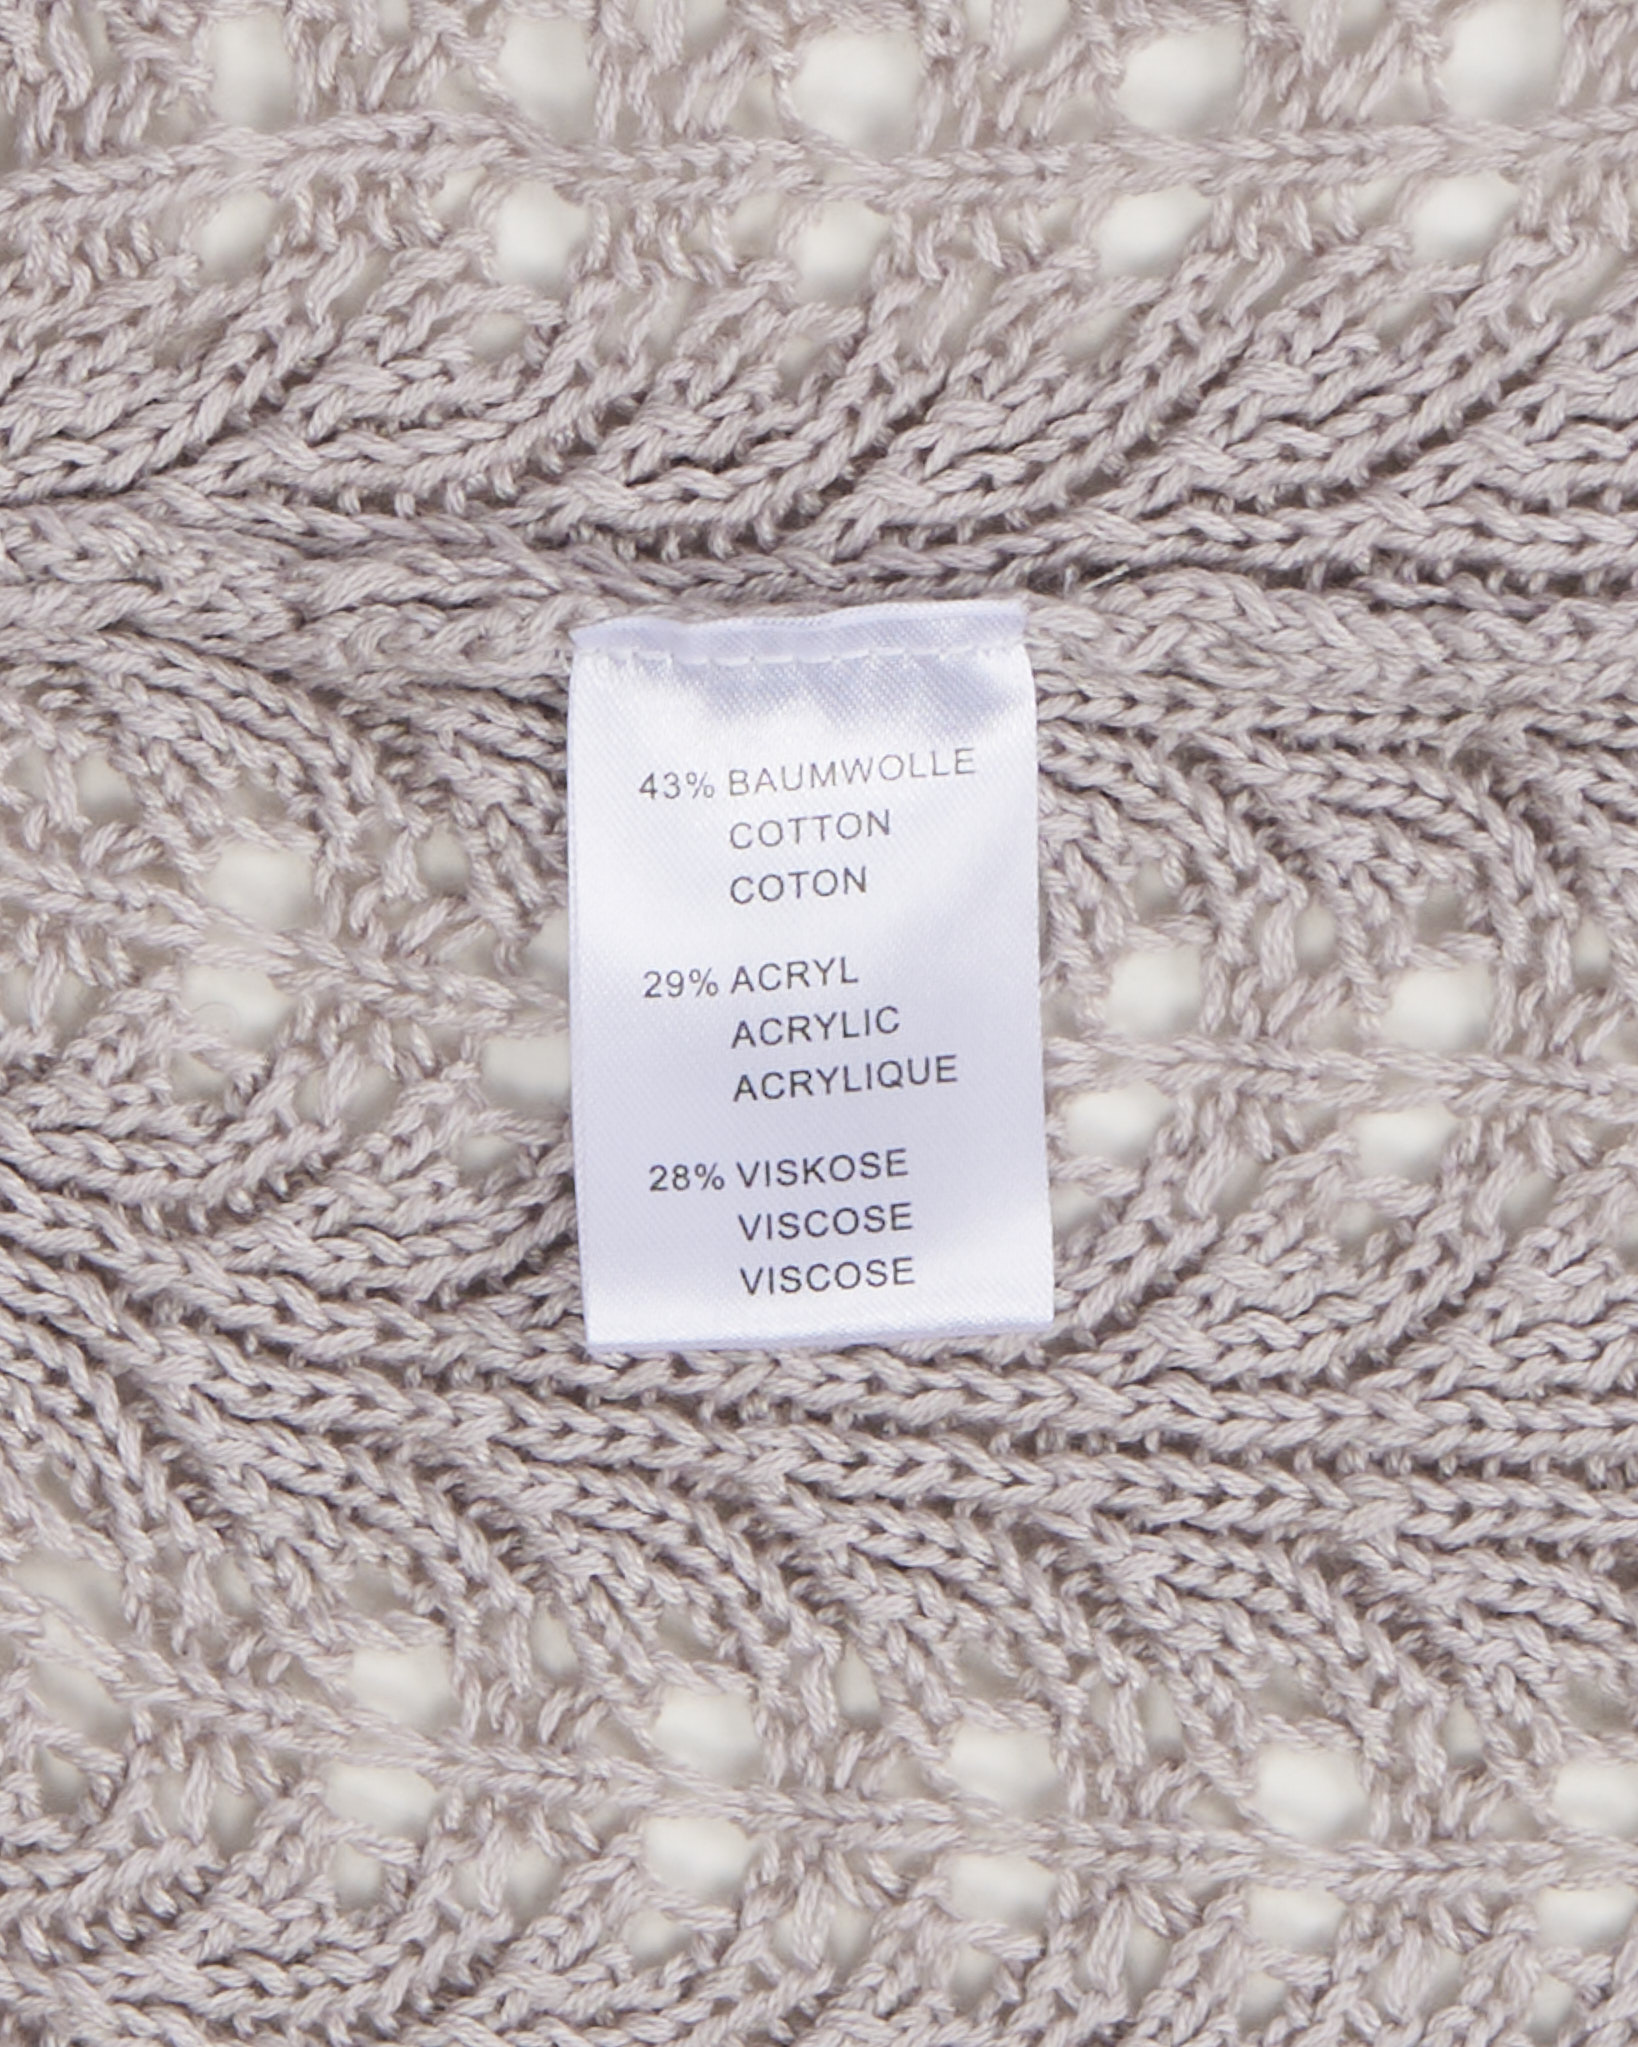 43% BAUMWOLLE
COTTON
COTON
29% ACRYL
ACRYLIC
ACRYLIQUE
28% VISKOSE
VISCOSE
VISCOSE